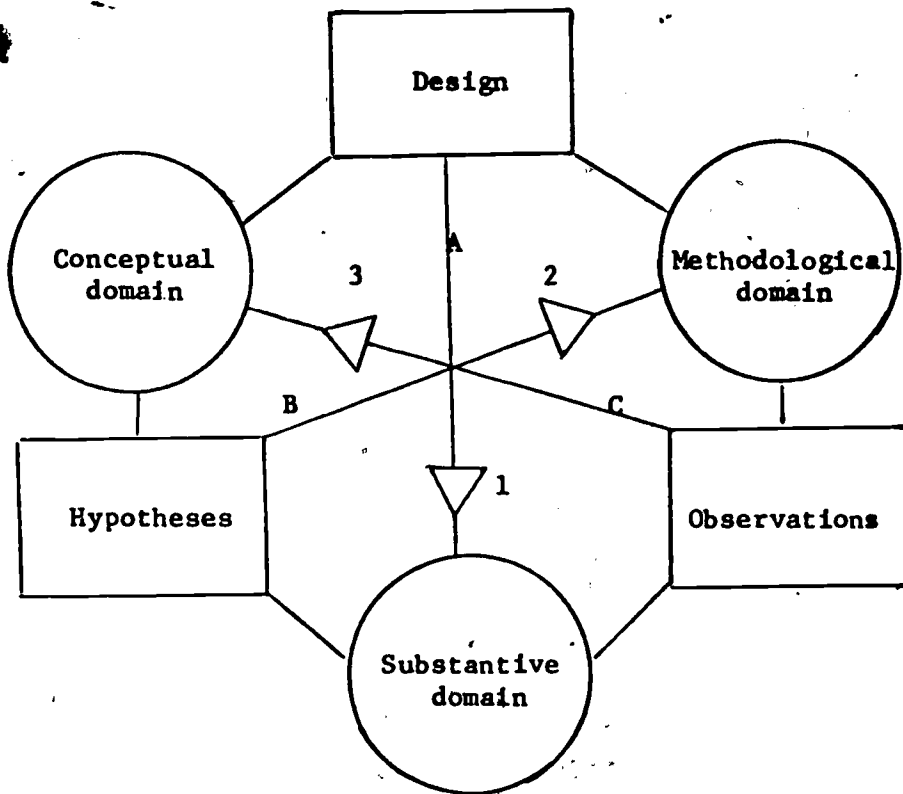 Design
A
Conceptual
domain
3
2
Methodological
domain
B
C
1
Hypotheses
Observations
Substantive
domain